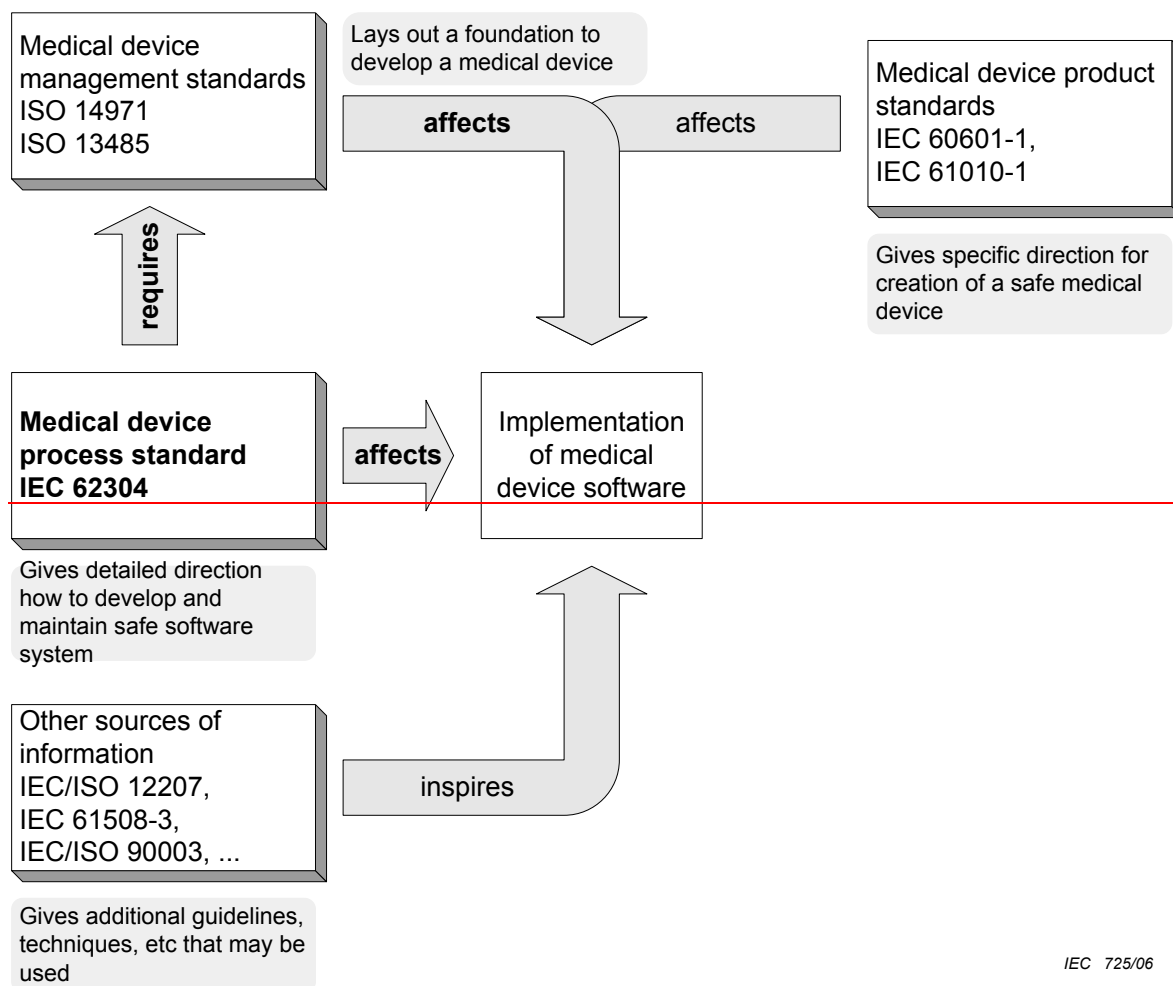 Medical device
management standards
ISO 14971
ISO 13485
Lays out a foundation to
develop a medical device
affects
affects
Medical device product
standards
IEC 60601-1,
IEC 61010-1
Gives specific direction for
creation of a safe medical
device
requires
Medical device
process standard
IEC 62304
affects
Implementation
of medical
device software
Gives detailed direction
how to develop and
maintain safe software
system
Other sources of
information
IEC/ISO 12207,
IEC 61508-3,
IEC/ISO 90003, ...
inspires
Gives additional guidelines,
techniques, etc that may be
used
IEC 725/06